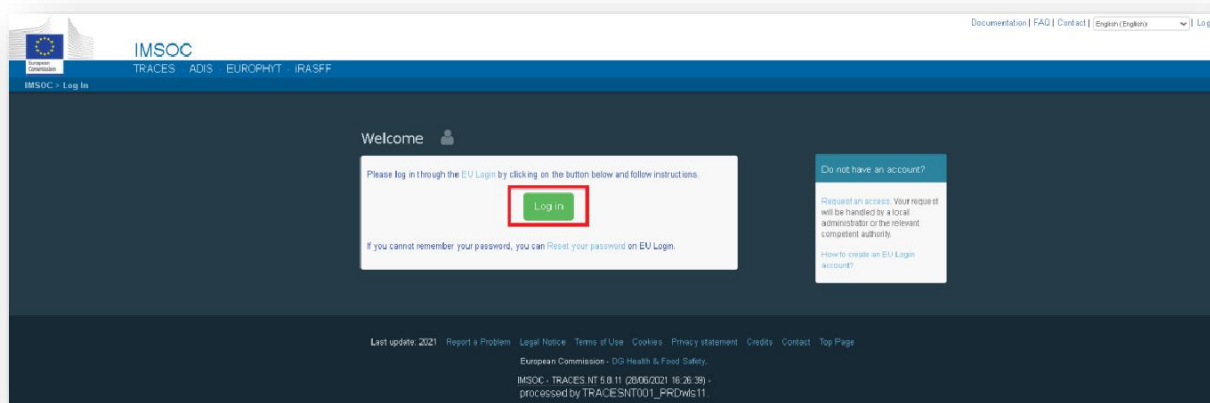 Documentation | FAQ | Contact | English (English) | Log
European
Commission
IMSOC
TRACES ADIS EUROPHYT iRASFF
IMSOC > Log In
Welcome
Please log in through the EU Login by clicking on the button below and follow instructions.
Log in
If you cannot remember your password, you can Reset your password on EU Login.
Do not have an account?
Request an access. Your request
will be handled by a local
administrator or the relevant
competent authority.
How to create an EU Login
account?
Last update: 2021 Report a Problem Legal Notice Terms of Use Cookies Privacy statement Credits Contact Top Page
European Commission - DG Health & Food Safety.
IMSOC - TRACES.NT 5.8.11 (28/06/2021 16:26:39) -
processed by TRACESNT001_PRDwls11.